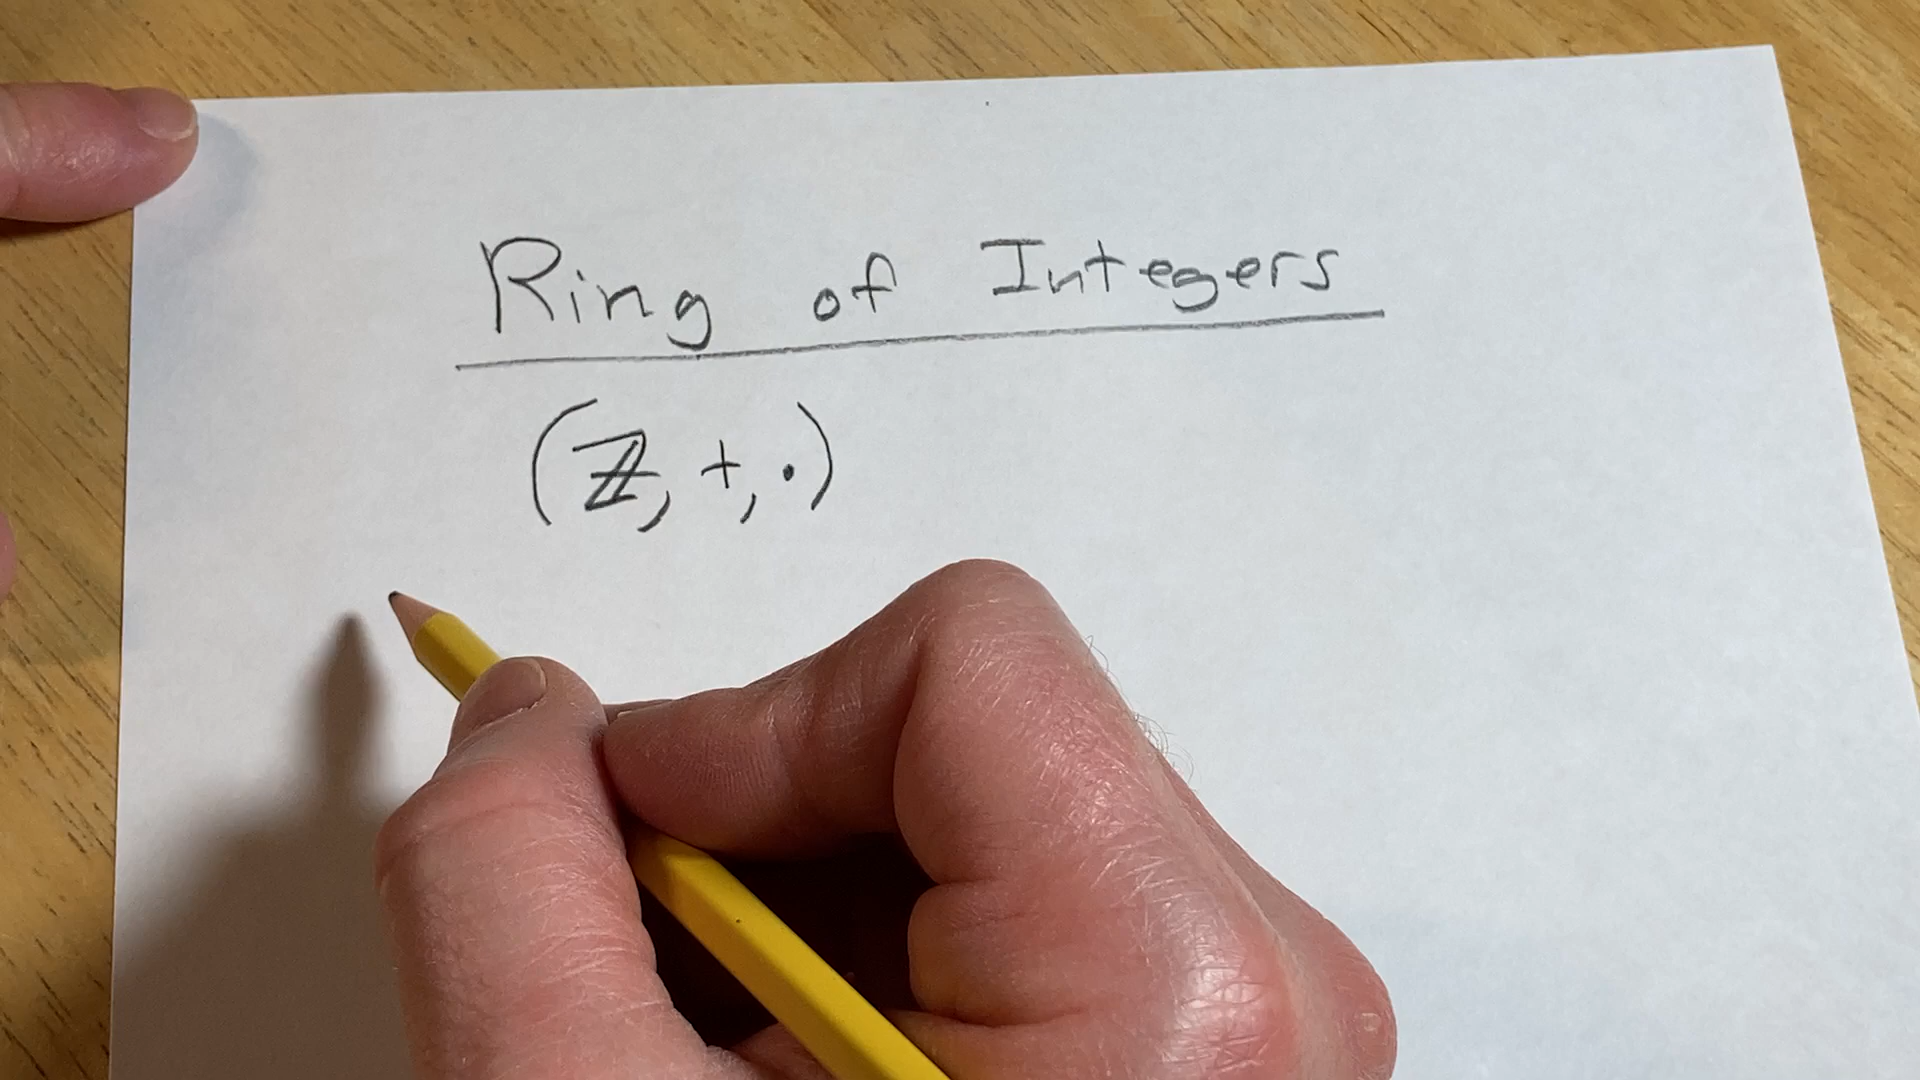 Ring of Integers
(ℤ, +, ·)